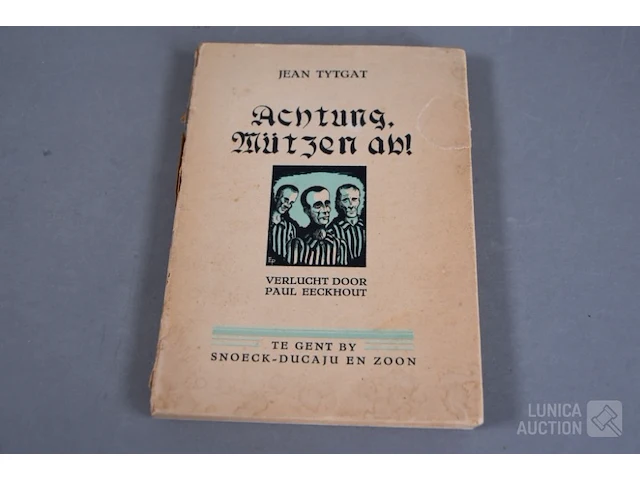 JEAN TYTGAT
Achtung,
Mützen ab!
VERLUCHT DOOR
PAUL EECKHOUT
TE GENT BY
SNOECK-DUCAJU EN ZOON
LUNICA
AUCTION